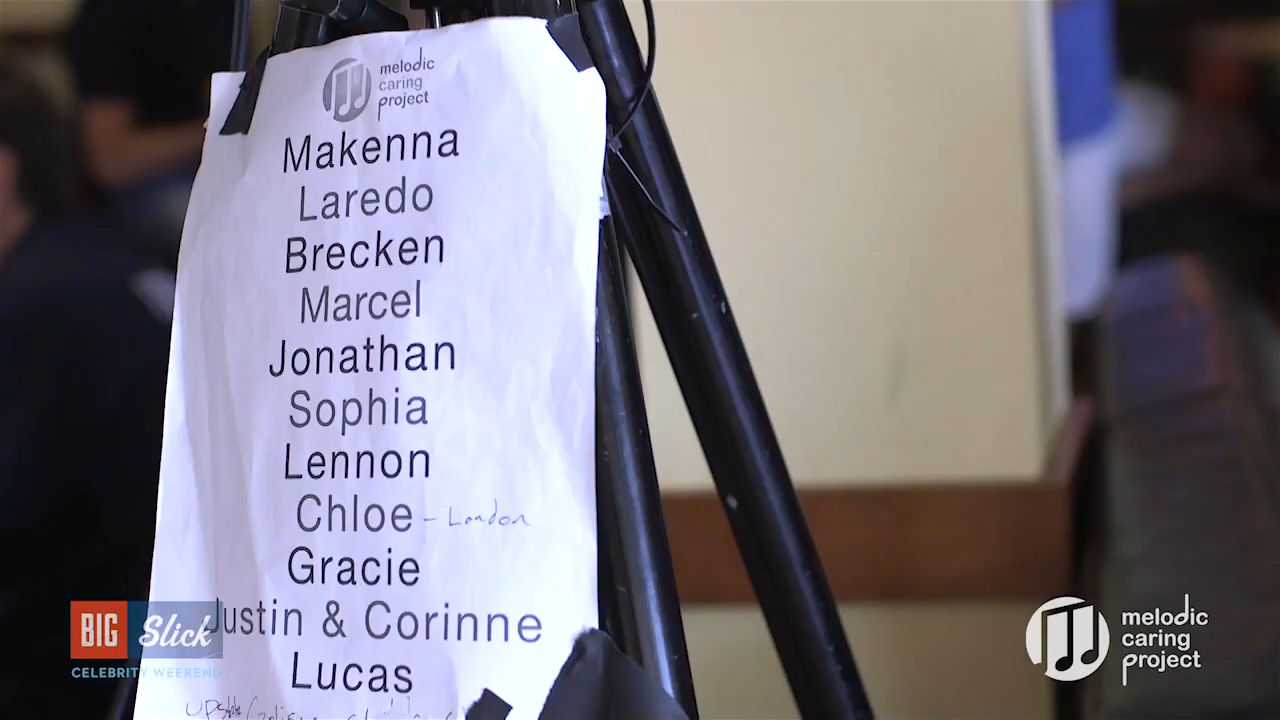 melodic
caring
project
Makenna
Laredo
Brecken
Marcel
Jonathan
Sophia
Lennon
Chloe - London
Gracie
Justin & Corinne
Lucas
BIG Slick
CELEBRITY WEEKEND
melodic
caring
project